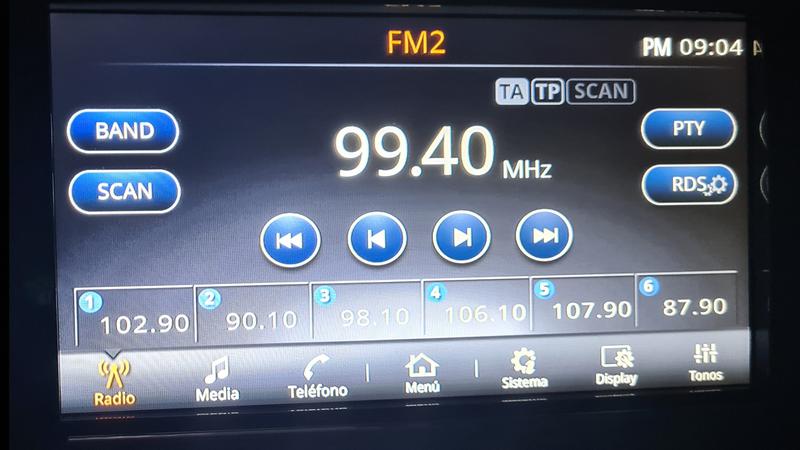 FM2
PM 09:04
TA TP SCAN
BAND
PTY
99.40 MHz
SCAN
RDS
1 102.90
2 90.10
3 98.10
4 106.10
5 107.90
6 87.90
Radio
Media
Teléfono
Menú
Sistema
Display
Tonos